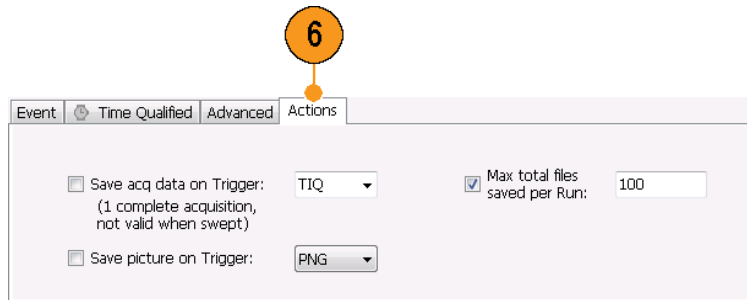 6
Event Time Qualified Advanced Actions
Save acq data on Trigger: TIQ
(1 complete acquisition,
not valid when swept)
Max total files
saved per Run: 100
Save picture on Trigger: PNG